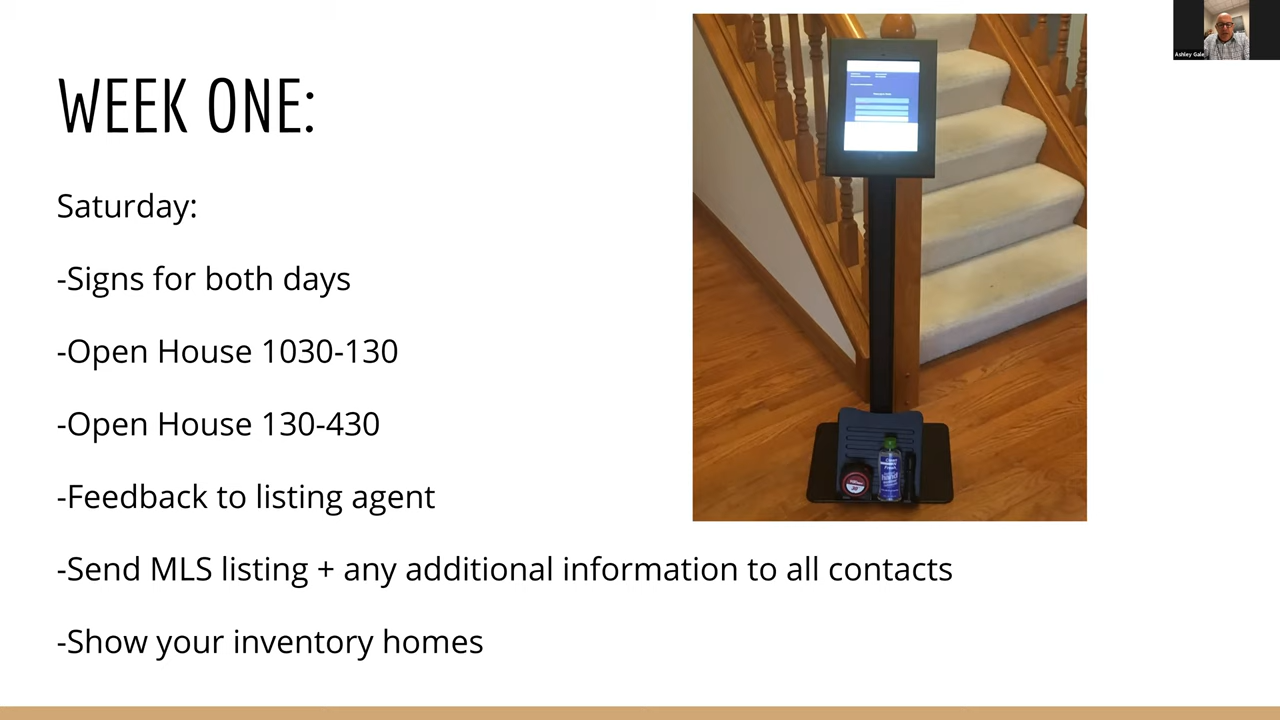 WEEK ONE:
Saturday:
-Signs for both days
-Open House 1030-130
-Open House 130-430
-Feedback to listing agent
-Send MLS listing + any additional information to all contacts
-Show your inventory homes
Ashley Gale